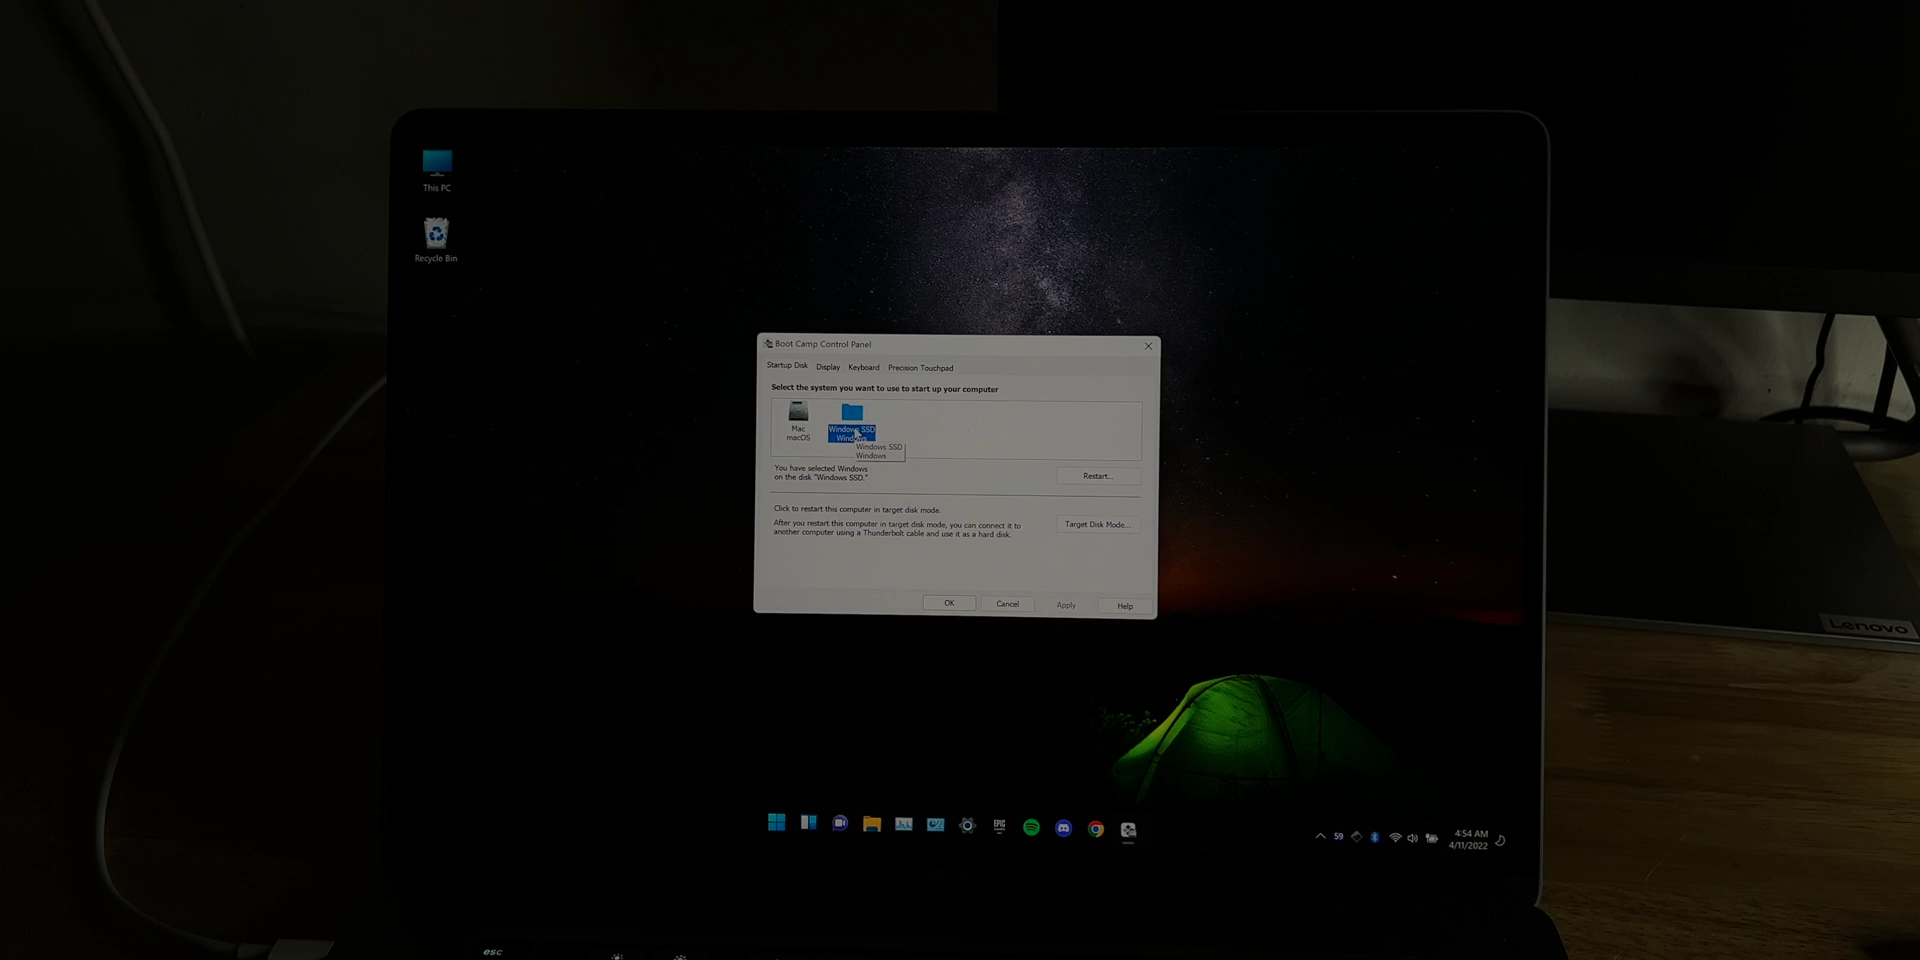 This PC
Recycle Bin
Boot Camp Control Panel
Startup Disk Display Keyboard Precision Touchpad
Select the system you want to use to start up your computer
Mac
macOS
Windows SSD
Windows
Windows SSD
Windows
You have selected Windows
on the disk "Windows SSD."
Restart...
Click to restart this computer in target disk mode.
After you restart this computer in target disk mode, you can connect it to
another computer using a Thunderbolt cable and use it as a hard disk.
Target Disk Mode...
OK Cancel Apply Help
Lenovo
EPIC
59
4:54 AM
4/11/2022
esc